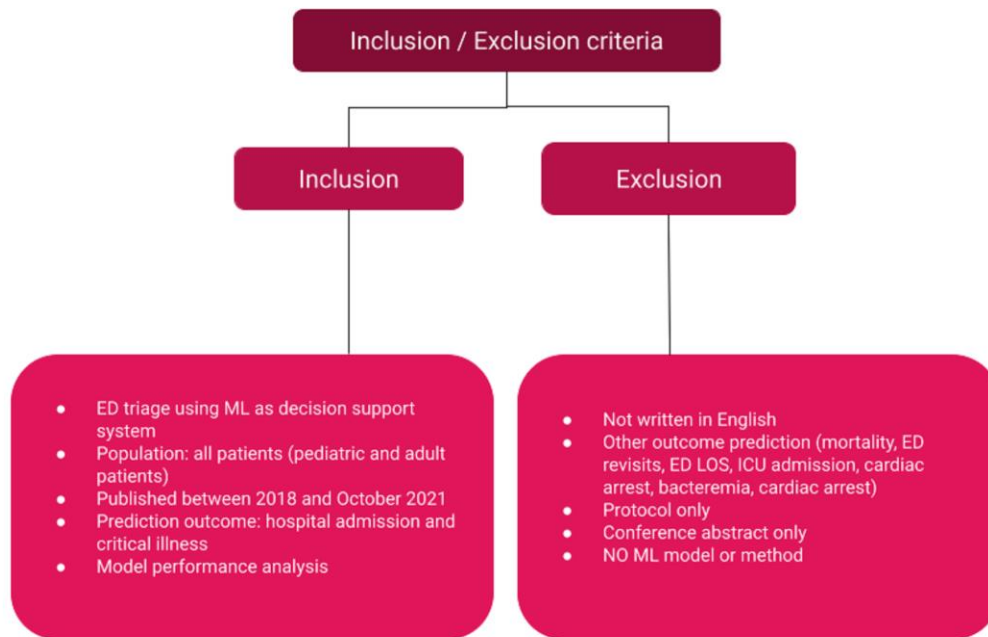 Inclusion / Exclusion criteria
Inclusion
Exclusion
● ED triage using ML as decision support
system
● Population: all patients (pediatric and adult
patients)
● Published between 2018 and October 2021
● Prediction outcome: hospital admission and
critical illness
● Model performance analysis
● Not written in English
● Other outcome prediction (mortality, ED
revisits, ED LOS, ICU admission, cardiac
arrest, bacteremia, cardiac arrest)
● Protocol only
● Conference abstract only
● NO ML model or method